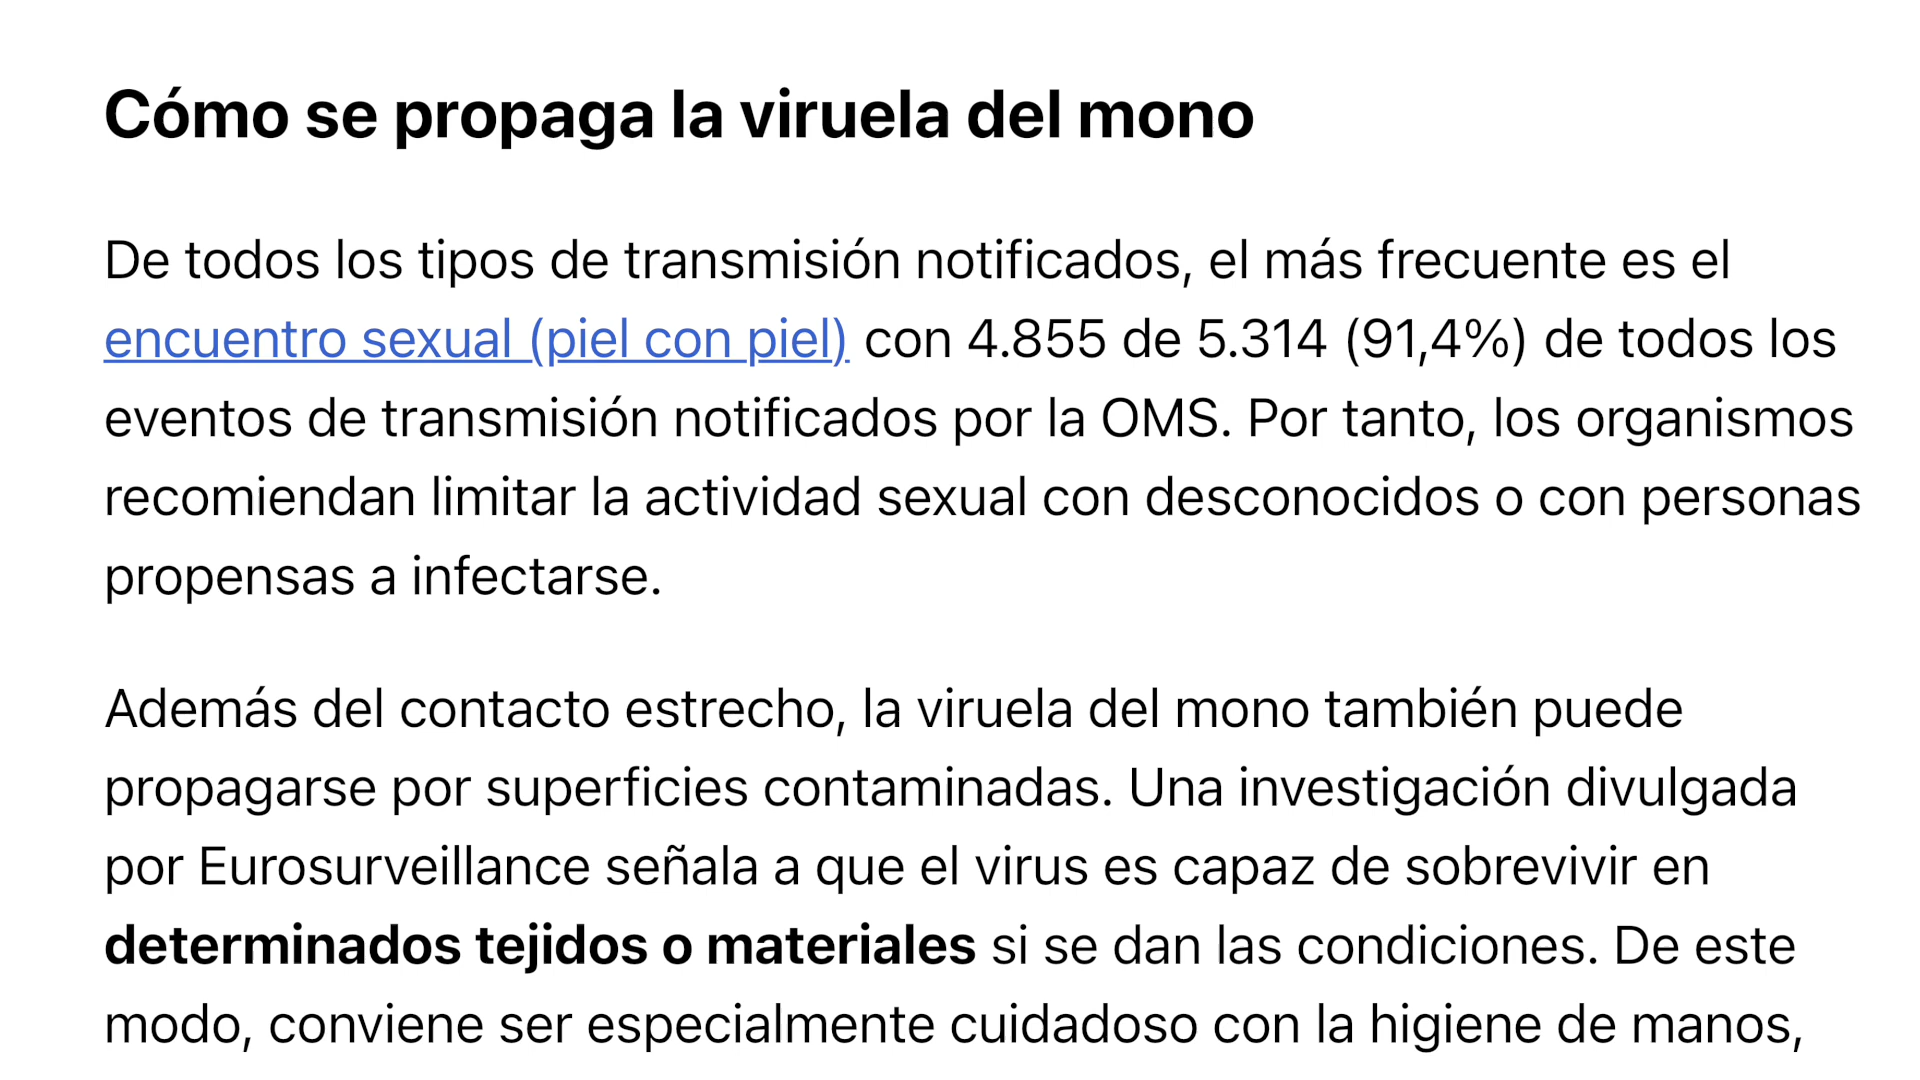 Cómo se propaga la viruela del mono
De todos los tipos de transmisión notificados, el más frecuente es el
encuentro sexual (piel con piel) con 4.855 de 5.314 (91,4%) de todos los
eventos de transmisión notificados por la OMS. Por tanto, los organismos
recomiendan limitar la actividad sexual con desconocidos o con personas
propensas a infectarse.
Además del contacto estrecho, la viruela del mono también puede
propagarse por superficies contaminadas. Una investigación divulgada
por Eurosurveillance señala a que el virus es capaz de sobrevivir en
determinados tejidos o materiales si se dan las condiciones. De este
modo, conviene ser especialmente cuidadoso con la higiene de manos,